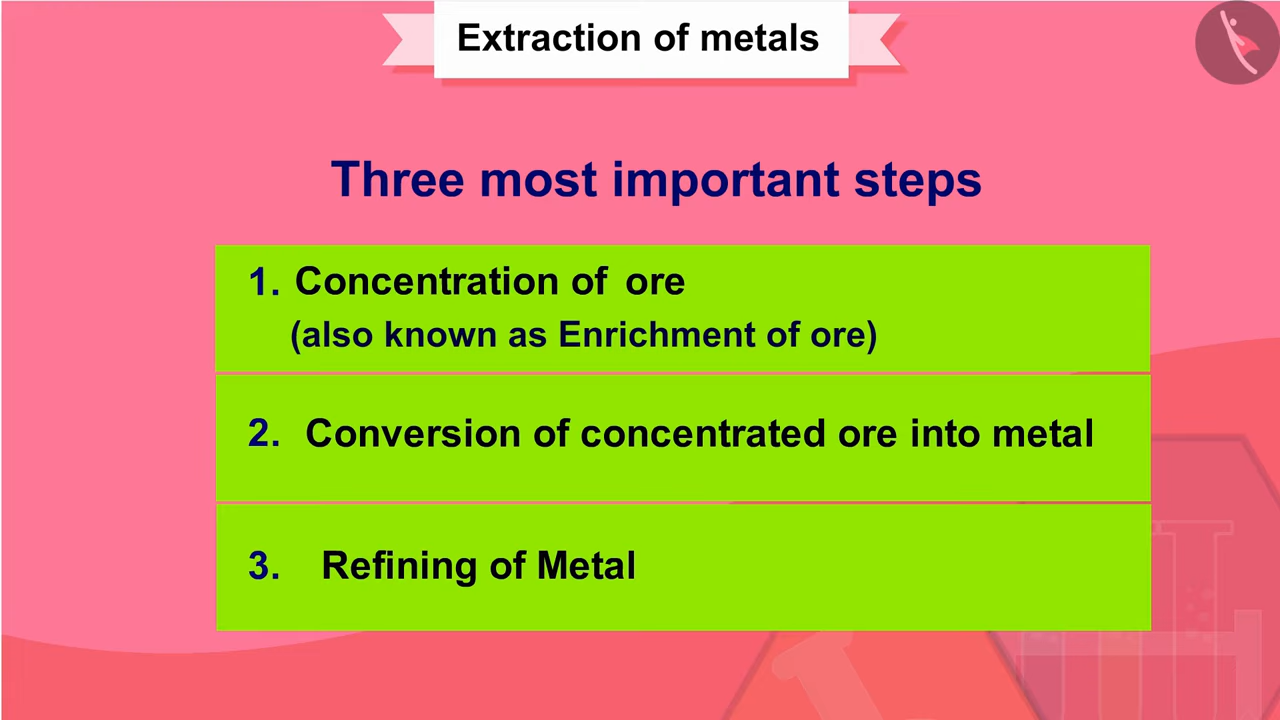 Extraction of metals
Three most important steps
1. Concentration of ore
(also known as Enrichment of ore)
2. Conversion of concentrated ore into metal
3. Refining of Metal